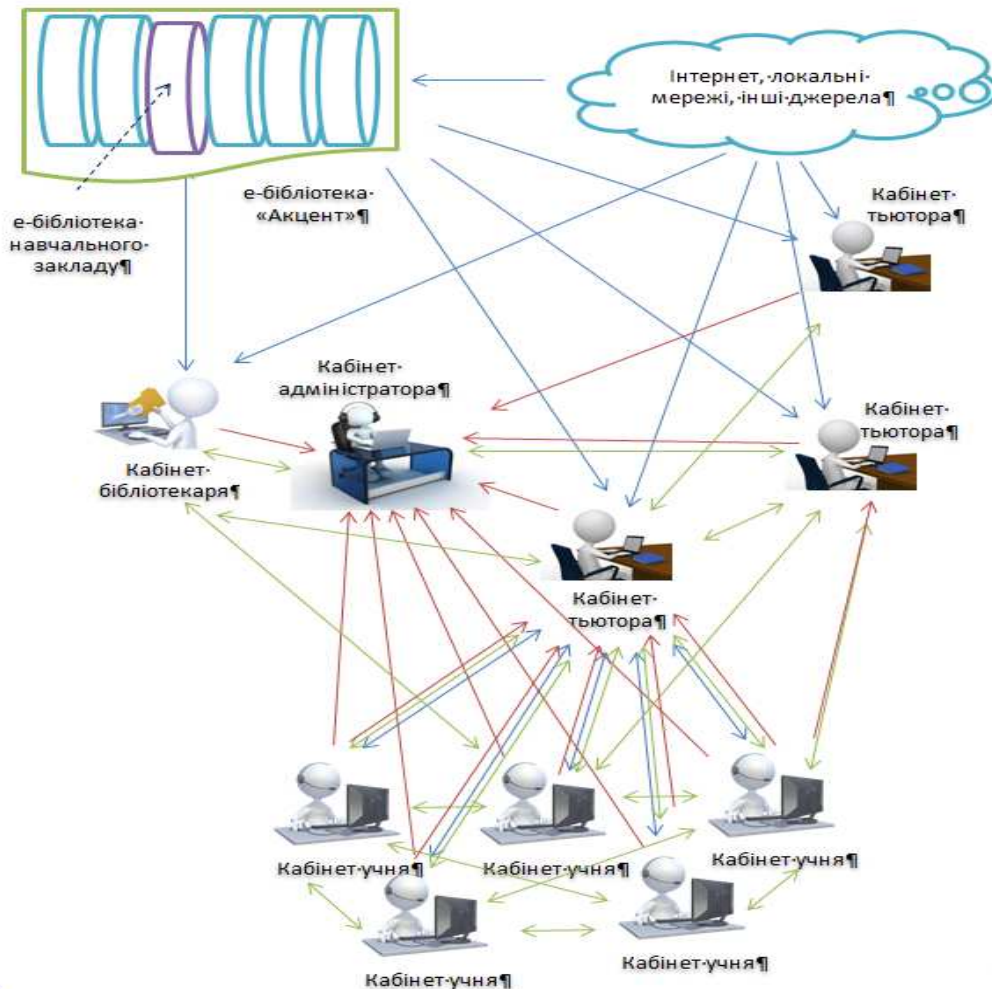 Інтернет,·локальні·
мережі,·інші·джерела¶
е-бібліотека·
навчального·
закладу¶
е-бібліотека·
«Акцент»¶
Кабінет·
тьютора¶
Кабінет·
адміністратора¶
Кабінет·
тьютора¶
Кабінет·
бібліотекаря¶
Кабінет·
тьютора¶
Кабінет·учня¶
Кабінет·учня¶
Кабінет·учня¶
Кабінет·учня¶
Кабінет·учня¶